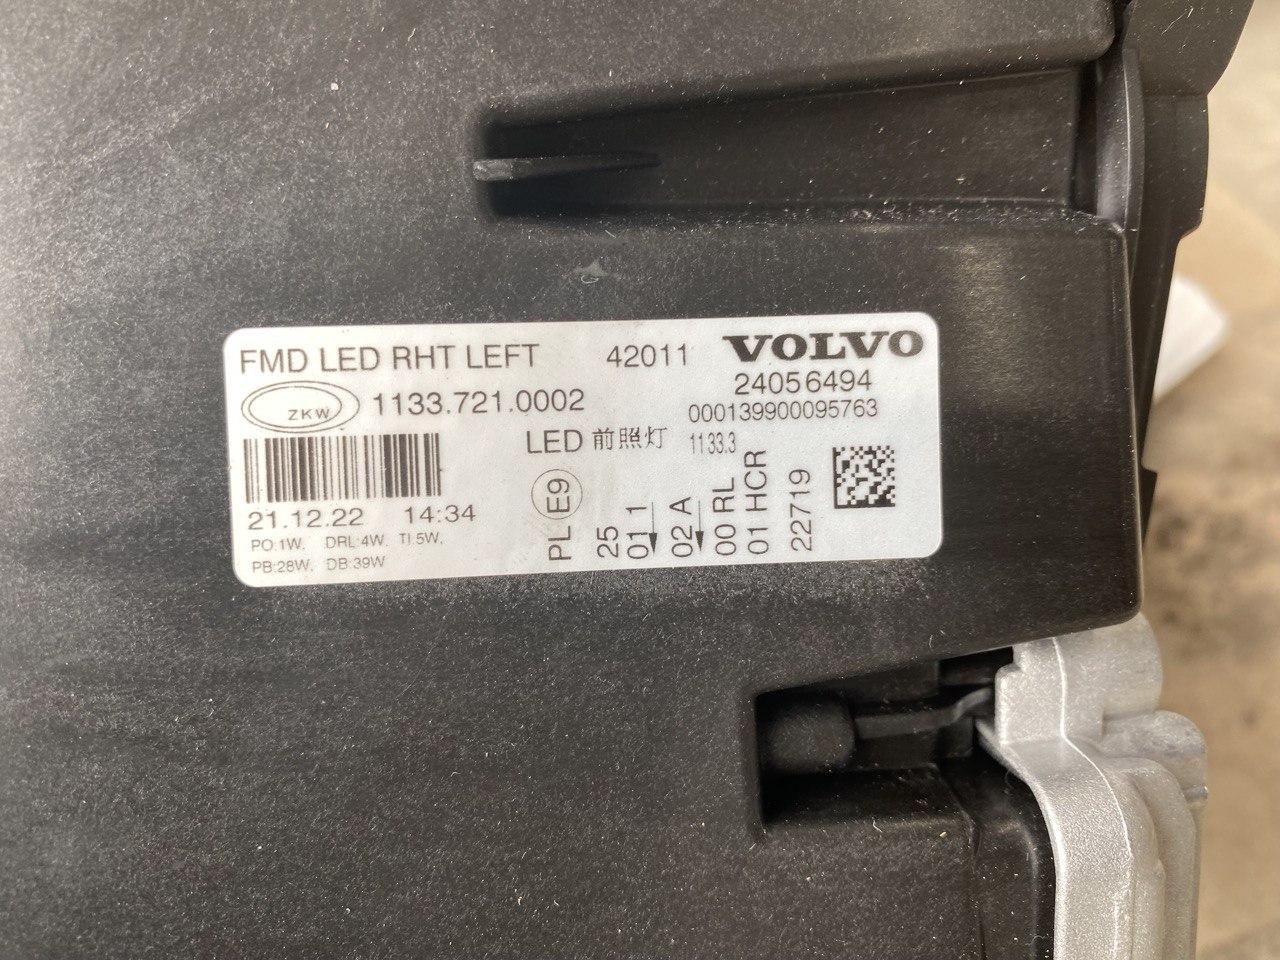 FMD LED RHT LEFT 42011 VOLVO
ZKW 1133.721.0002 24056494
000139900095763
LED 前照灯 1133.3
21.12.22 14:34
PO:1W, DRL:4W, TI:5W,
PB:28W, DB:39W
PL E9
25
01 1
02 A
00 RL
01 HCR
22719